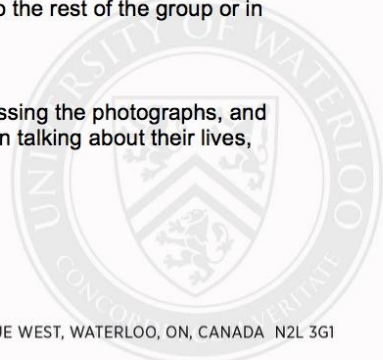 the rest of the group or in
ssing the photographs, and
n talking about their lives,
UNIVERSITY OF WATERLOO
CONCORDIA CUM VERITATE
WEST, WATERLOO, ON, CANADA N2L 3G1